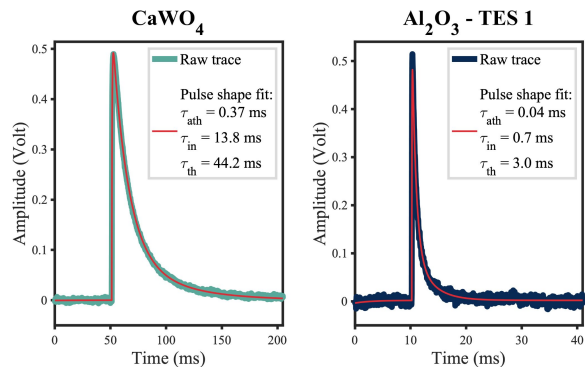 CaWO₄
0.5
0.4
0.3
0.2
0.1
0
Amplitude (Volt)
Raw trace
Pulse shape fit:
τath = 0.37 ms
τin = 13.8 ms
τth = 44.2 ms
0 50 100 150 200
Time (ms)
Al₂O₃ - TES 1
0.5
0.4
0.3
0.2
0.1
0
Amplitude (Volt)
Raw trace
Pulse shape fit:
τath = 0.04 ms
τin = 0.7 ms
τth = 3.0 ms
0 10 20 30 40
Time (ms)